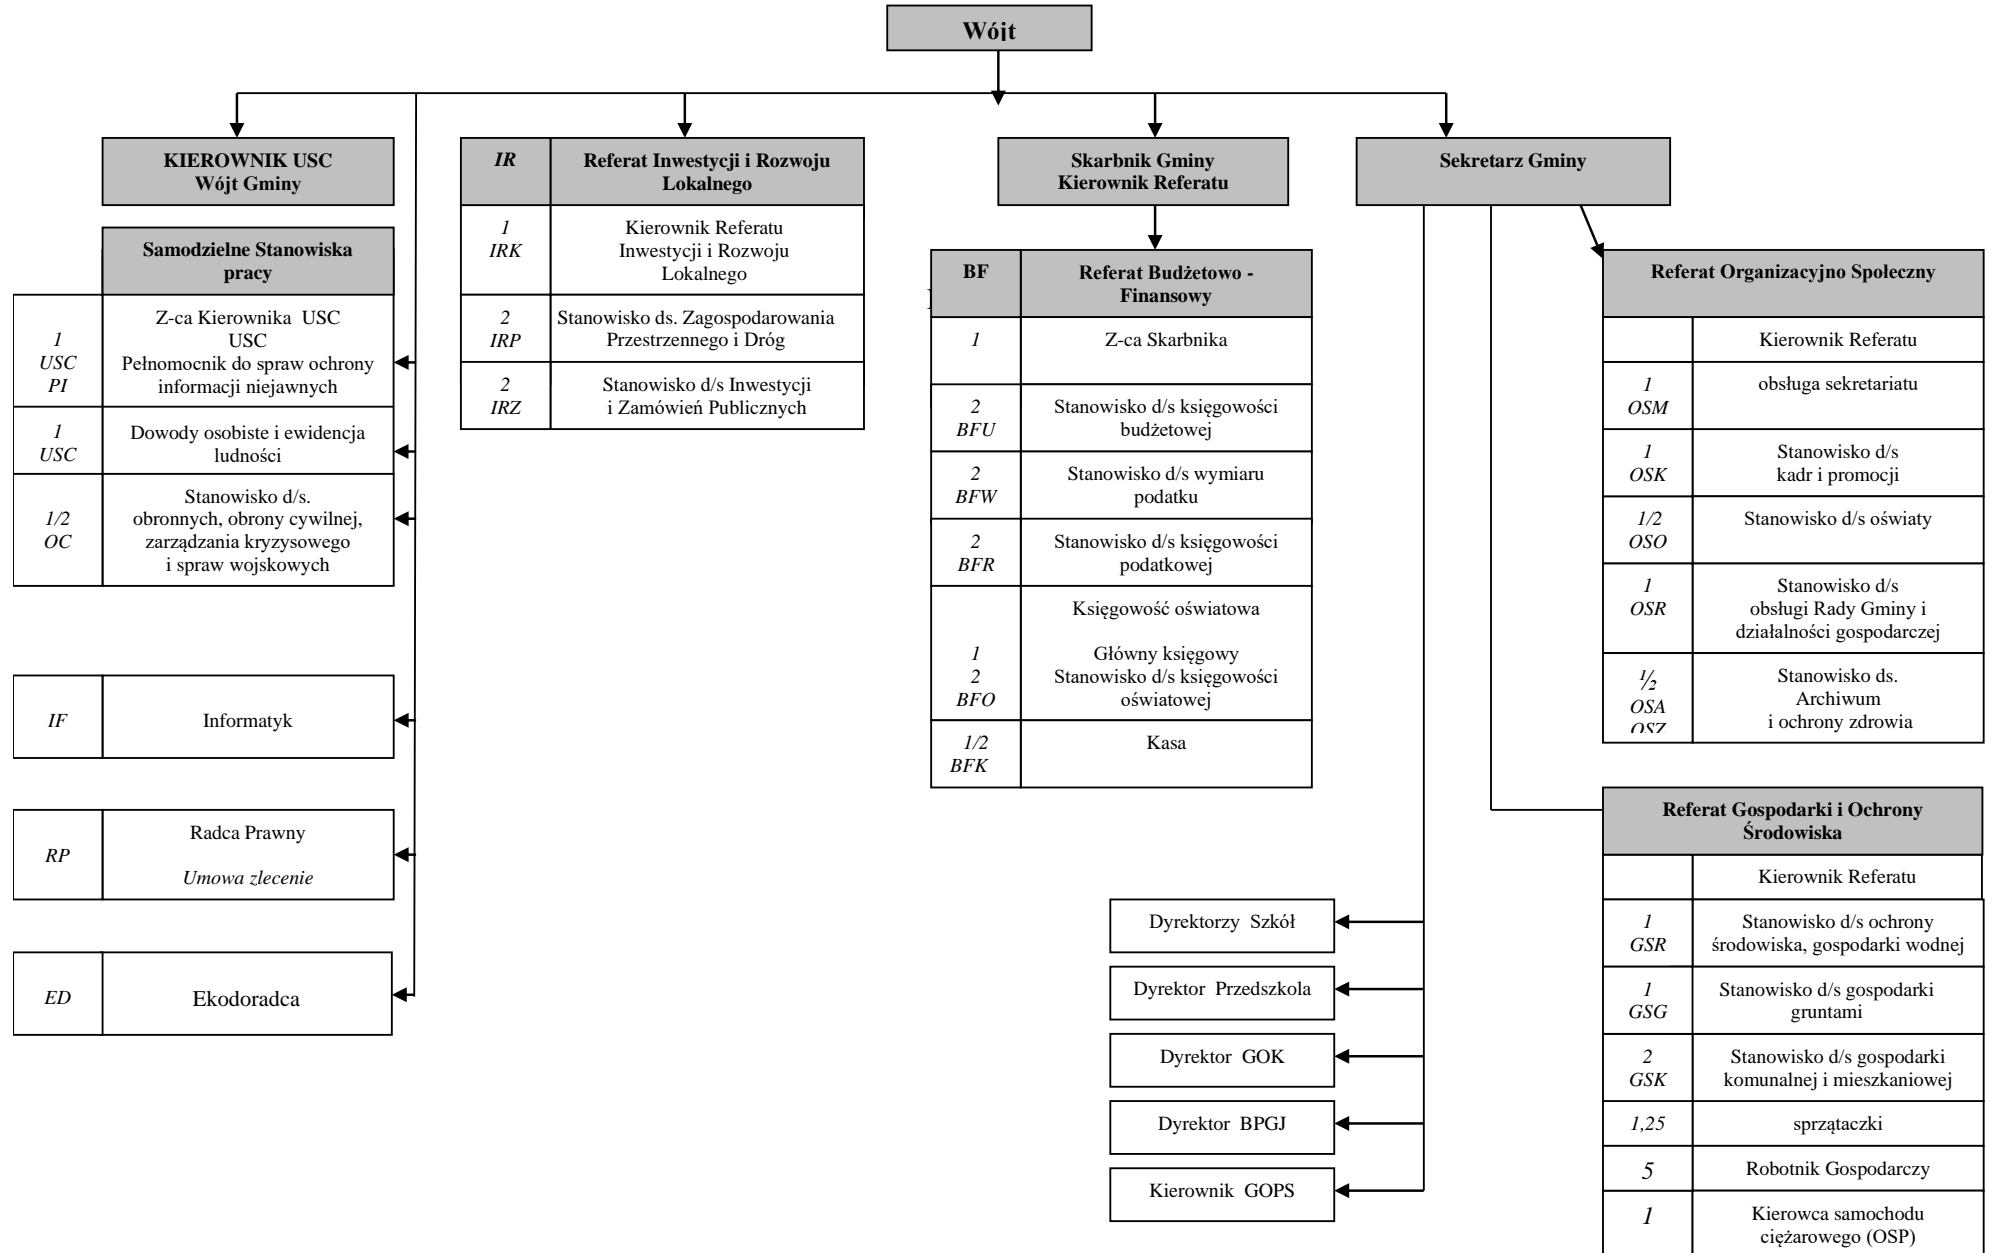 Wójt
KIEROWNIK USC
Wójt Gminy
Samodzielne Stanowiska
pracy
1
USC
PI
Z-ca Kierownika USC
USC
Pełnomocnik do spraw ochrony
informacji niejawnych
1
USC
Dowody osobiste i ewidencja
ludności
1/2
OC
Stanowisko d/s.
obronnych, obrony cywilnej,
zarządzania kryzysowego
i spraw wojskowych
IF
Informatyk
RP
Radca Prawny
Umowa zlecenie
ED
Ekodoradca
IR
Referat Inwestycji i Rozwoju
Lokalnego
1
IRK
Kierownik Referatu
Inwestycji i Rozwoju
Lokalnego
2
IRP
Stanowisko ds. Zagospodarowania
Przestrzennego i Dróg
2
IRZ
Stanowisko d/s Inwestycji
i Zamówień Publicznych
Skarbnik Gminy
Kierownik Referatu
BF
Referat Budżetowo -
Finansowy
1
Z-ca Skarbnika
2
BFU
Stanowisko d/s księgowości
budżetowej
2
BFW
Stanowisko d/s wymiaru
podatku
2
BFR
Stanowisko d/s księgowości
podatkowej
Księgowość oświatowa
1
2
BFO
Główny księgowy
Stanowisko d/s księgowości
oświatowej
1/2
BFK
Kasa
Sekretarz Gminy
Dyrektorzy Szkół
Dyrektor Przedszkola
Dyrektor GOK
Dyrektor BPGJ
Kierownik GOPS
Referat Organizacyjno Społeczny
Kierownik Referatu
1
OSM
obsługa sekretariatu
1
OSK
Stanowisko d/s
kadr i promocji
1/2
OSO
Stanowisko d/s oświaty
1
OSR
Stanowisko d/s
obsługi Rady Gminy i
działalności gospodarczej
½
OSA
OSZ
Stanowisko ds.
Archiwum
i ochrony zdrowia
Referat Gospodarki i Ochrony
Środowiska
Kierownik Referatu
1
GSR
Stanowisko d/s ochrony
środowiska, gospodarki wodnej
1
GSG
Stanowisko d/s gospodarki
gruntami
2
GSK
Stanowisko d/s gospodarki
komunalnej i mieszkaniowej
1,25
sprzątaczki
5
Robotnik Gospodarczy
1
Kierowca samochodu
ciężarowego (OSP)